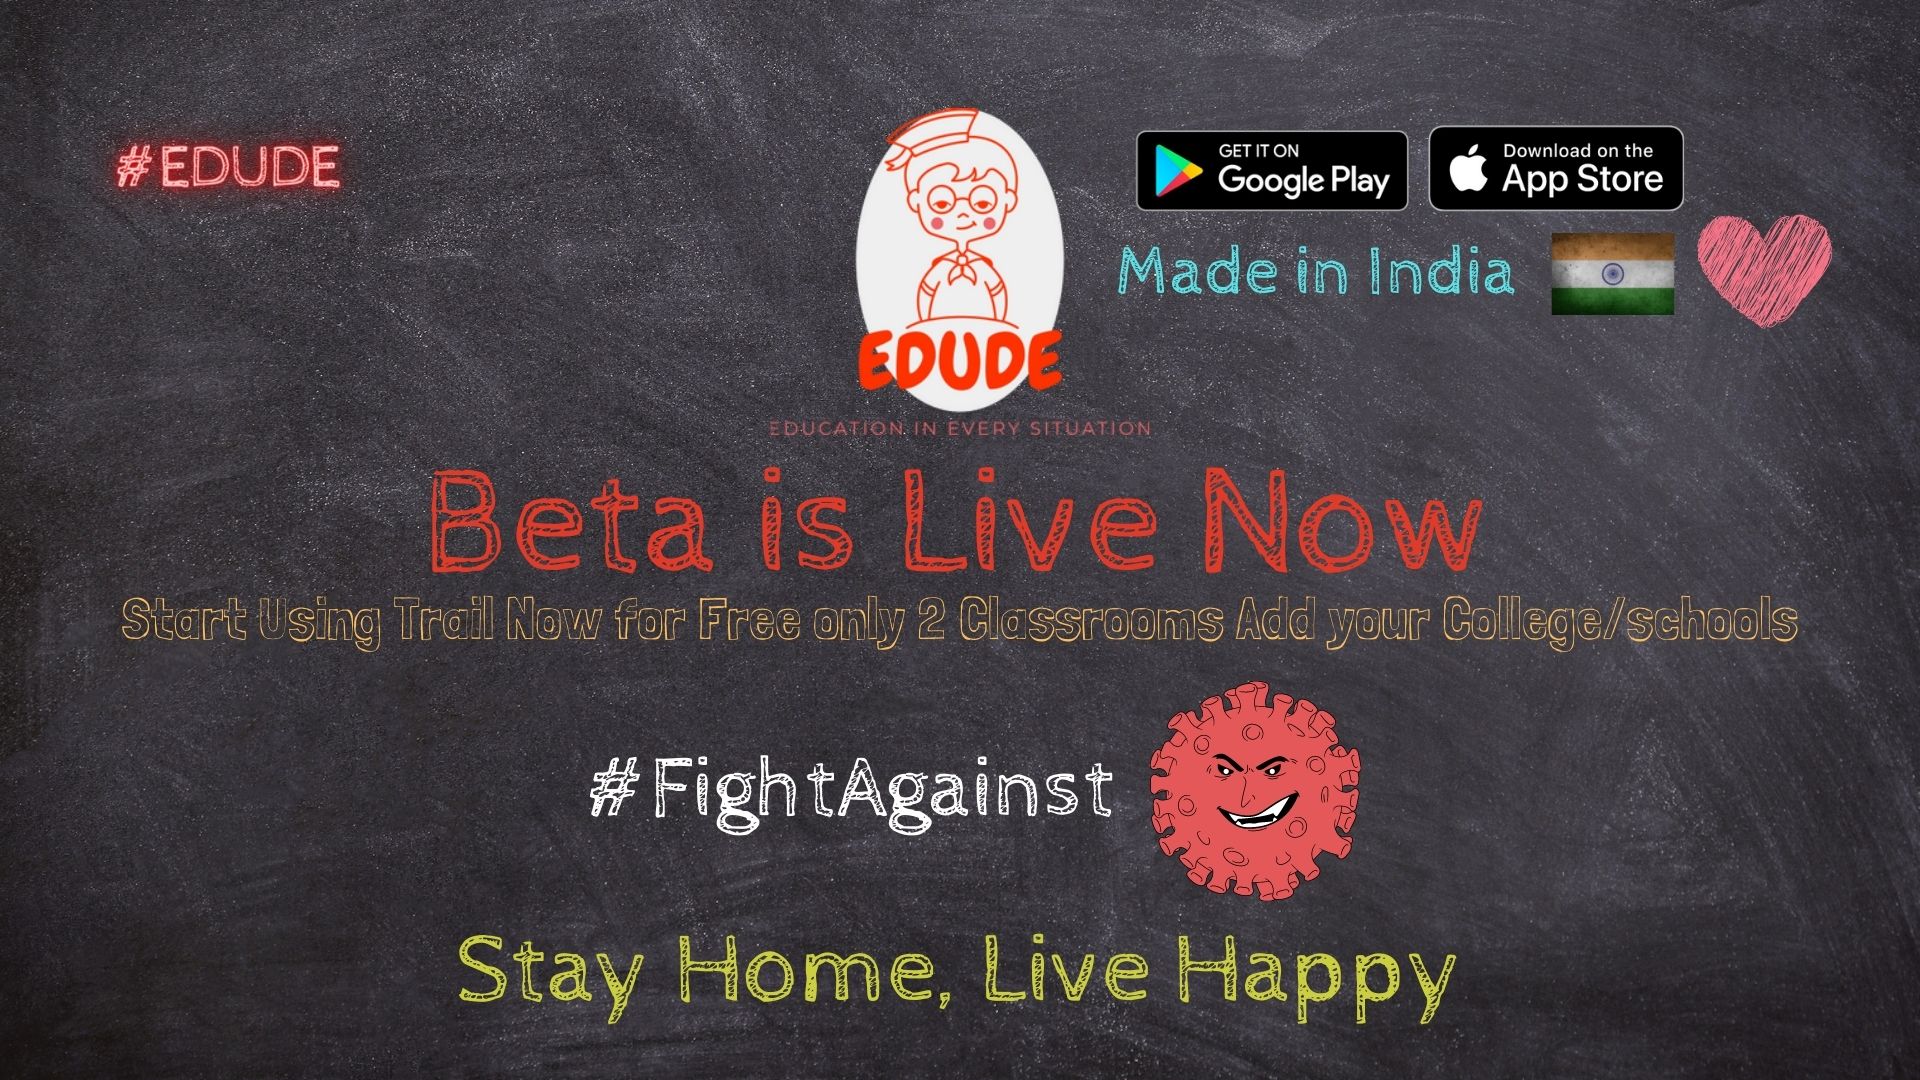 #EDUDE
GET IT ON
Google Play
Download on the
App Store
Made in India
EDUDE
EDUCATION IN EVERY SITUATION
Beta is Live Now
Start Using Trail Now for Free only 2 Classrooms Add your College/schools
#FightAgainst
Stay Home, Live Happy